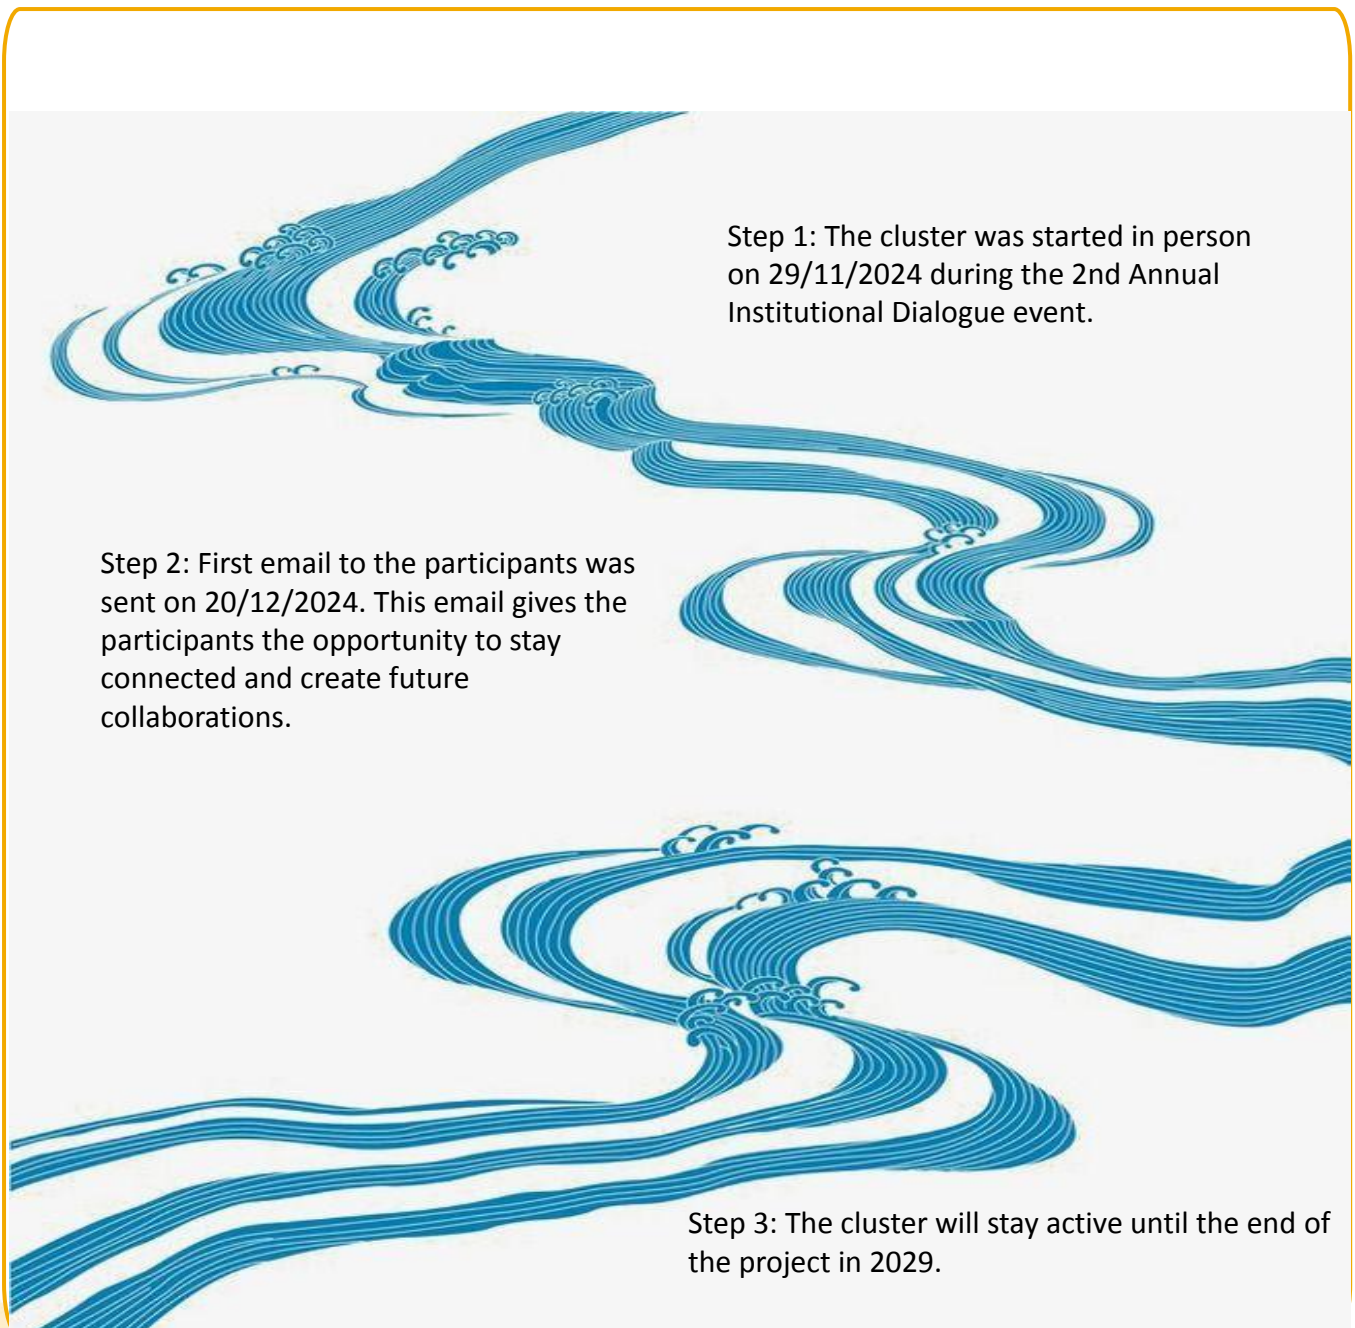 Step 1: The cluster was started in person
on 29/11/2024 during the 2nd Annual
Institutional Dialogue event.
Step 2: First email to the participants was
sent on 20/12/2024. This email gives the
participants the opportunity to stay
connected and create future
collaborations.
Step 3: The cluster will stay active until the end of
the project in 2029.